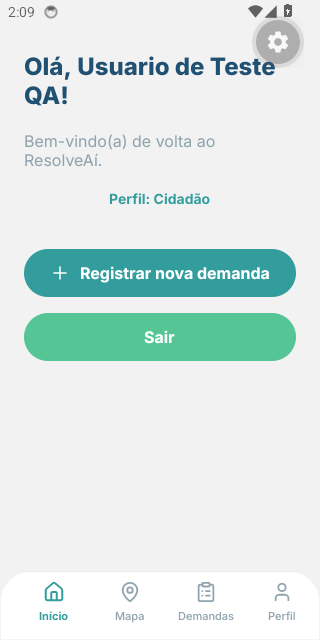 2:09
Olá, Usuario de Teste
QA!
Bem-vindo(a) de volta ao
ResolveAí.
Perfil: Cidadão
Registrar nova demanda
Sair
Início
Mapa
Demandas
Perfil